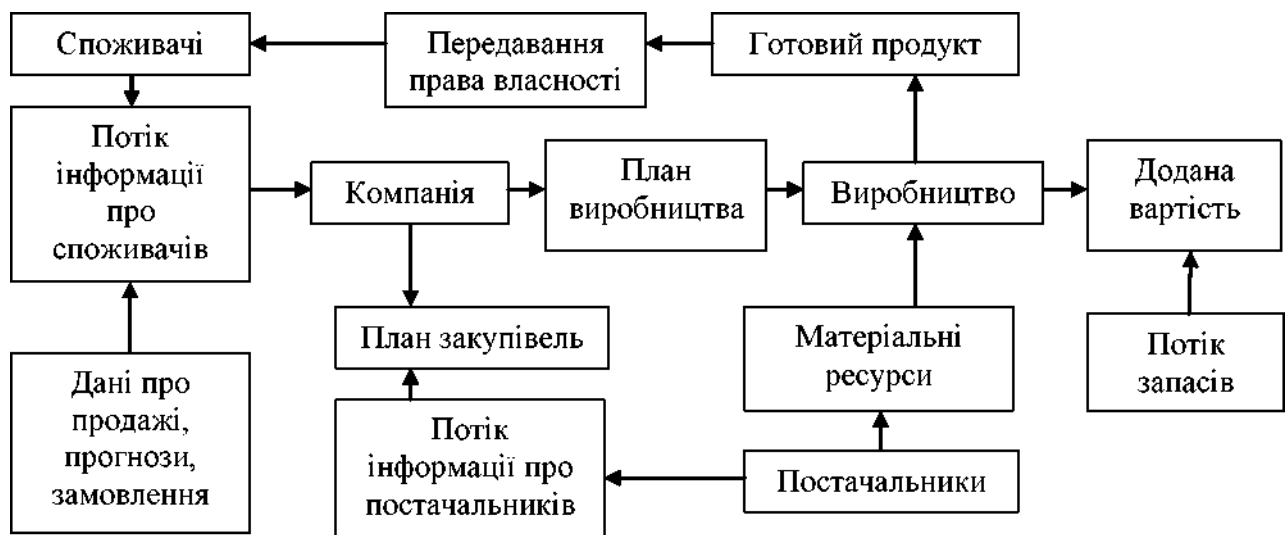 Споживачі
Передавання
права власності
Готовий продукт
Потік
інформації
про
споживачів
Компанія
План
виробництва
Виробництво
Додана
вартість
План закупівель
Матеріальні
ресурси
Потік
запасів
Дані про
продажі,
прогнози,
замовлення
Потік
інформації про
постачальників
Постачальники